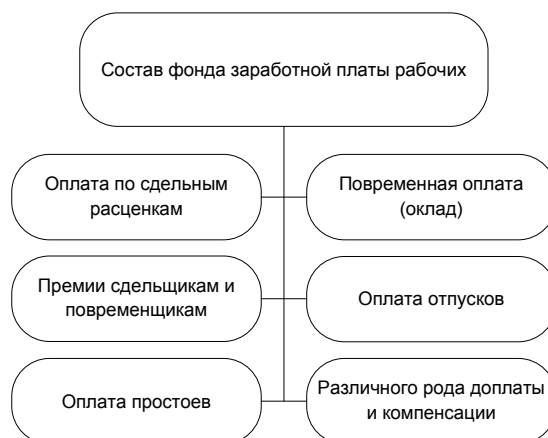 Состав фонда заработной платы рабочих
Оплата по сдельным
расценкам
Повременная оплата
(оклад)
Премии сдельщикам и
повременщикам
Оплата отпусков
Оплата простоев
Различного рода доплаты
и компенсации